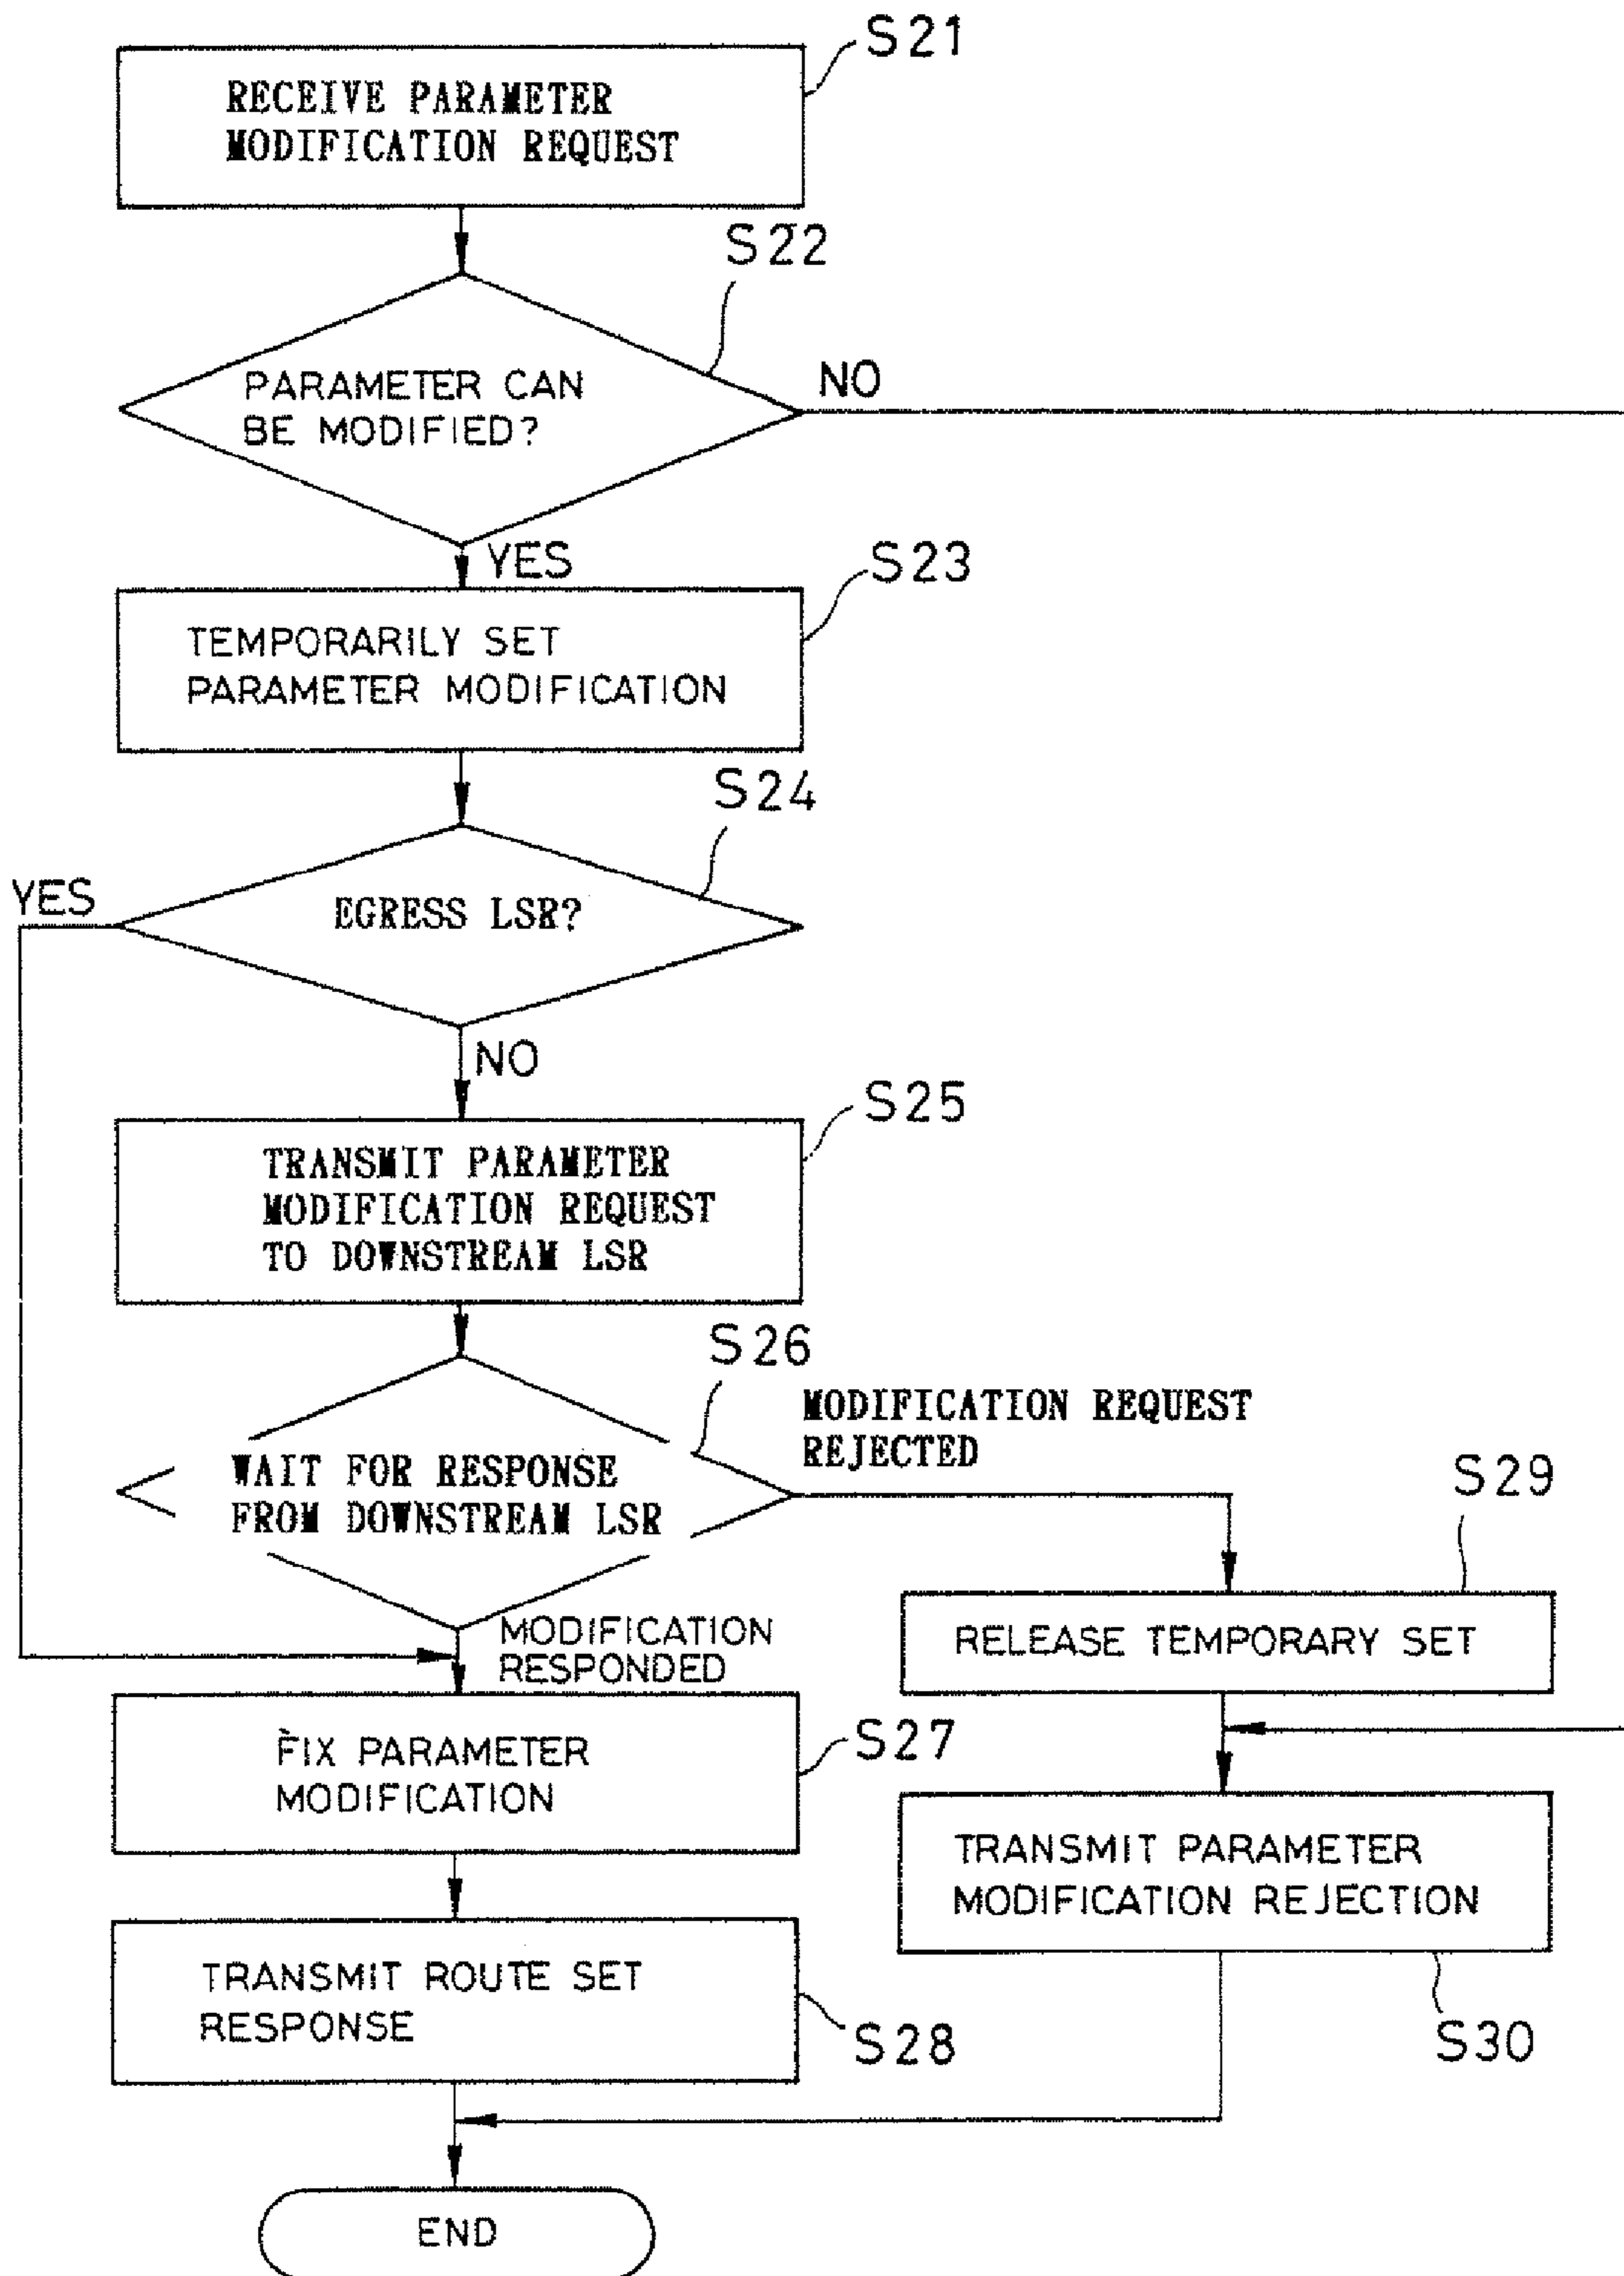 S21
RECEIVE PARAMETER
MODIFICATION REQUEST
S22
PARAMETER CAN
BE MODIFIED?
NO
YES
S23
TEMPORARILY SET
PARAMETER MODIFICATION
S24
YES
EGRESS LSR?
NO
S25
TRANSMIT PARAMETER
MODIFICATION REQUEST
TO DOWNSTREAM LSR
S26
MODIFICATION REQUEST
REJECTED
WAIT FOR RESPONSE
FROM DOWNSTREAM LSR
S29
MODIFICATION
RESPONDED
RELEASE TEMPORARY SET
FIX PARAMETER
MODIFICATION
S27
TRANSMIT PARAMETER
MODIFICATION REJECTION
TRANSMIT ROUTE SET
RESPONSE
S28
S30
END